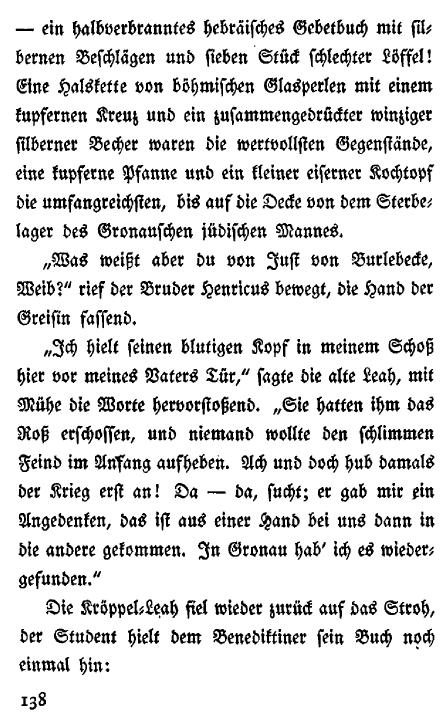 — ein halbverbranntes hebräisches Gebetbuch mit sil-
bernen Beschlägen und sieben Stück schlechter Löffel!
Eine Halskette von böhmischen Glasperlen mit einem
kupfernen Kreuz und ein zusammengedrückter winziger
silberner Becher waren die wertvollsten Gegenstände,
eine kupferne Pfanne und ein kleiner eiserner Kochtopf
die umfangreichsten, bis auf die Decke von dem Sterbe-
lager des Gronauschen jüdischen Mannes.
„Was weißt aber du von Just von Burlebecke,
Weib?“ rief der Bruder Henricus bewegt, die Hand der
Greisin fassend.
„Ich hielt seinen blutigen Kopf in meinem Schoß
hier vor meines Vaters Tür,“ sagte die alte Leah, mit
Mühe die Worte hervorstoßend. „Sie hatten ihm das
Roß erschossen, und niemand wollte den schlimmen
Feind im Anfang aufheben. Ach und doch hub damals
der Krieg erst an! Da — da, sucht; er gab mir ein
Angedenken, das ist aus einer Hand bei uns dann in
die andere gekommen. In Gronau hab' ich es wieder-
gefunden.“
Die Kröppel-Leah fiel wieder zurück auf das Stroh,
der Student hielt dem Benediktiner sein Buch noch
einmal hin:
138